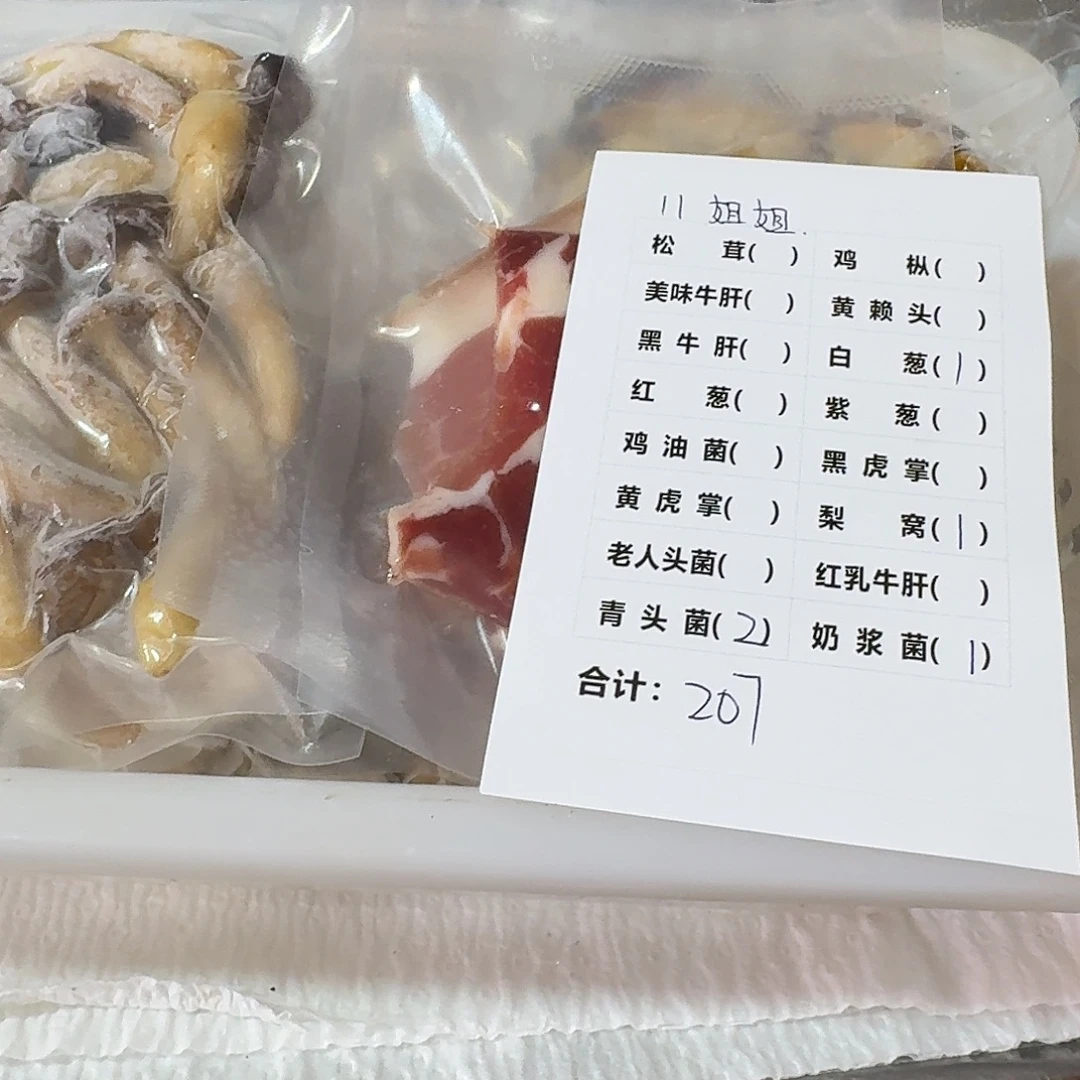 11 姐姐.
松 茸( ) 鸡 枞( )
美味牛肝( ) 黄赖头( )
黑牛肝( ) 白 葱(1)
红 葱( ) 紫 葱( )
鸡油菌( ) 黑虎掌( )
黄虎掌( ) 梨 窝(1)
老人头菌( ) 红乳牛肝( )
青头菌(2) 奶浆菌(1)
合计：207